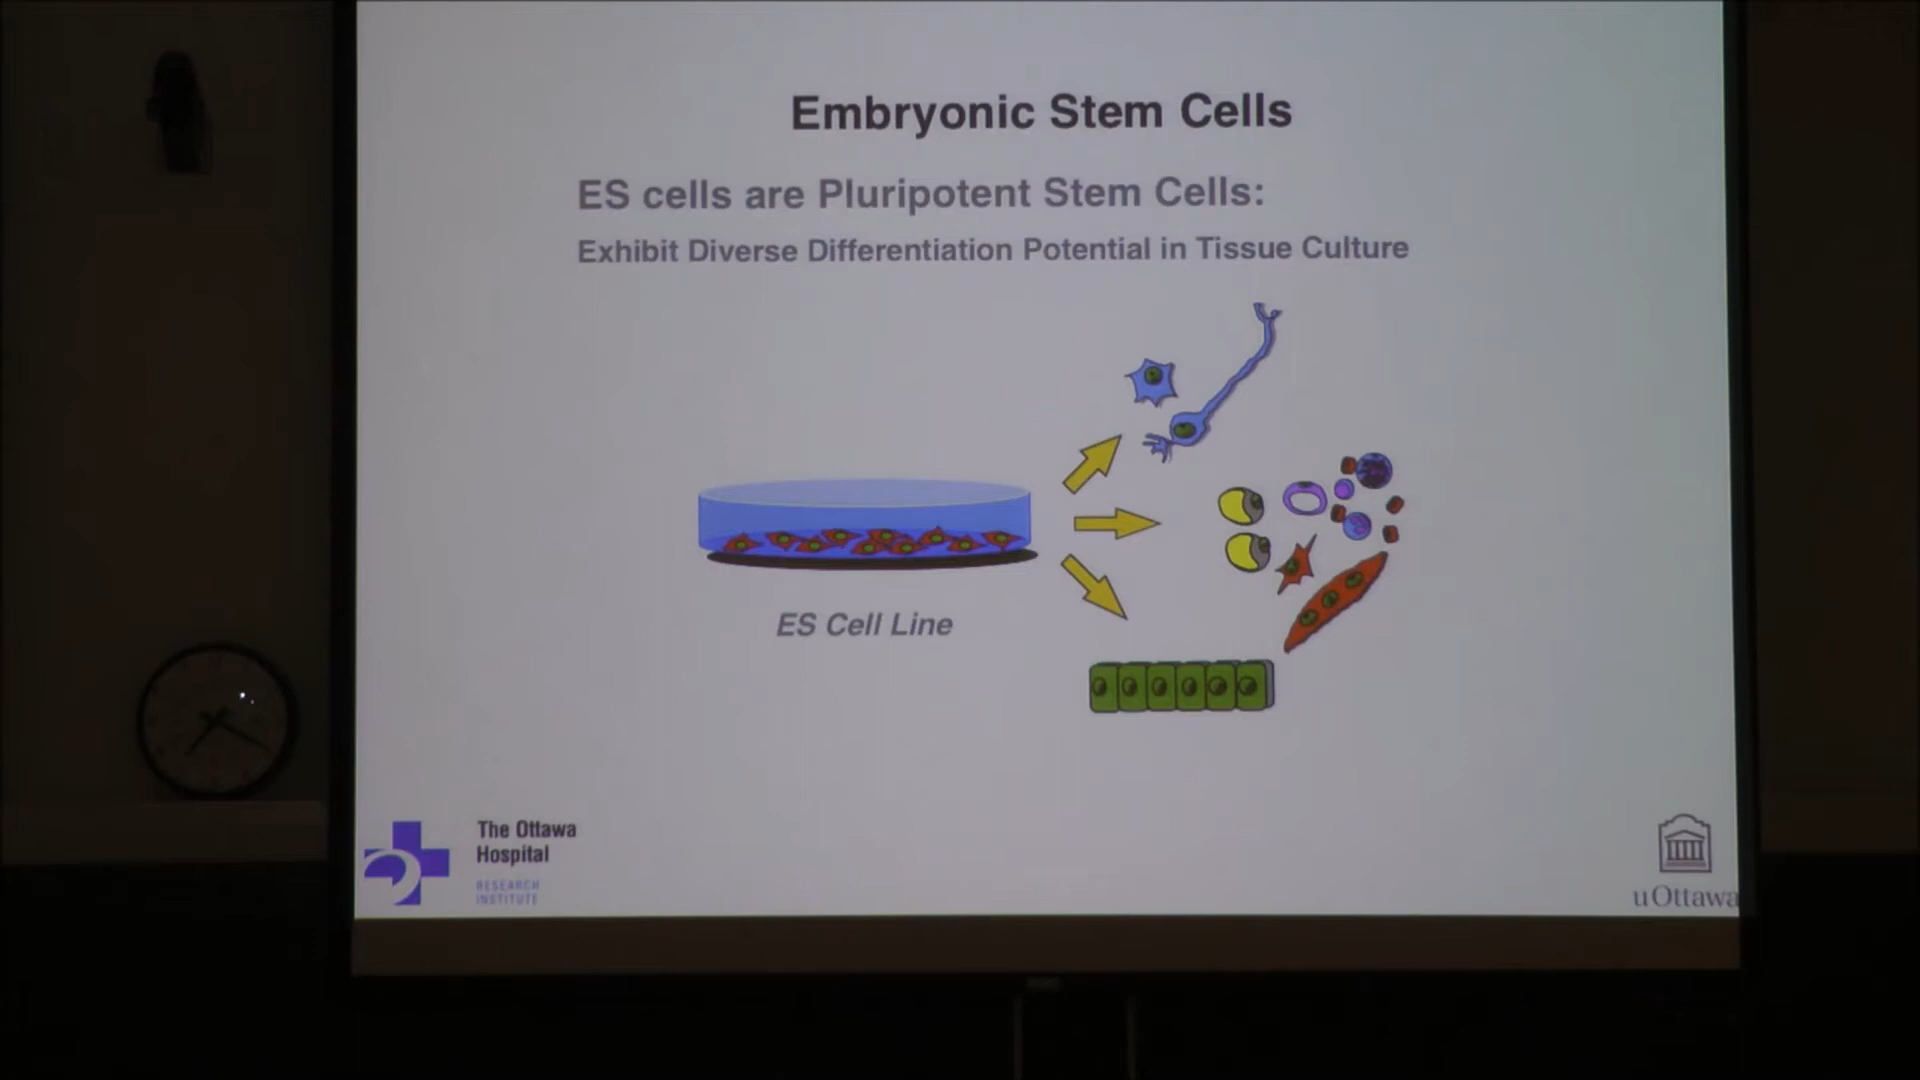 Embryonic Stem Cells
ES cells are Pluripotent Stem Cells:
Exhibit Diverse Differentiation Potential in Tissue Culture
ES Cell Line
The Ottawa
Hospital
RESEARCH
INSTITUTE
uOttawa